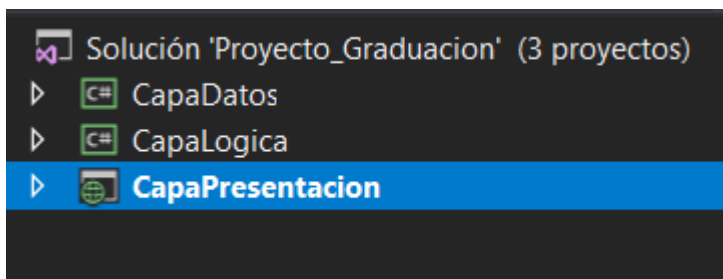 Solución 'Proyecto_Graduacion' (3 proyectos)
C# CapaDatos
C# CapaLogica
CapaPresentacion